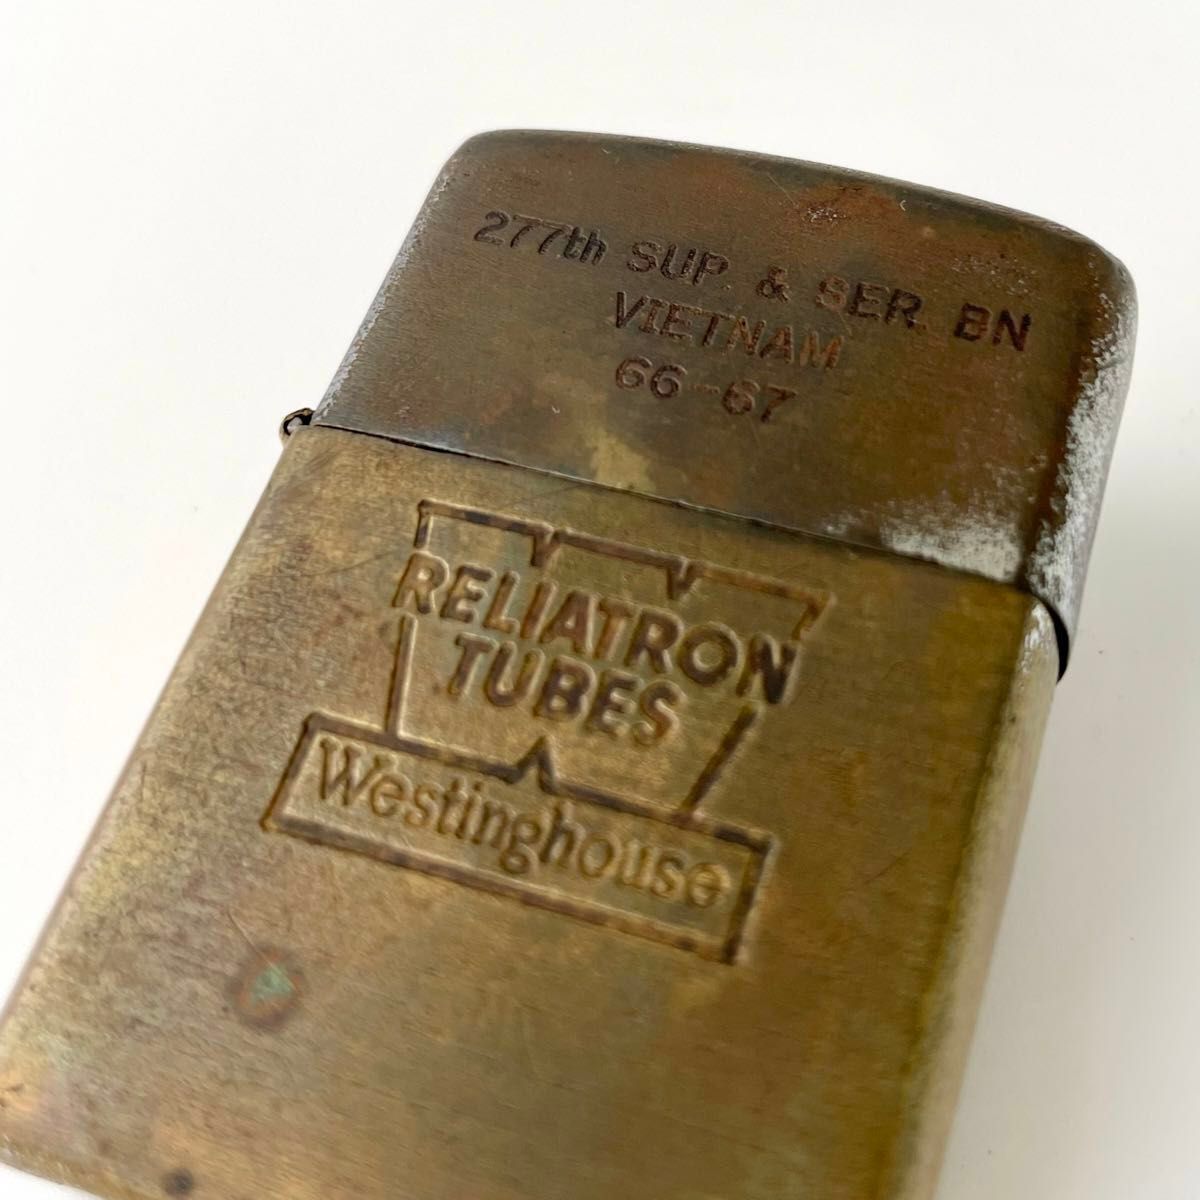 277th SUP. & SER. BN
VIETNAM
66-67
RELIATRON
TUBES
Westinghouse